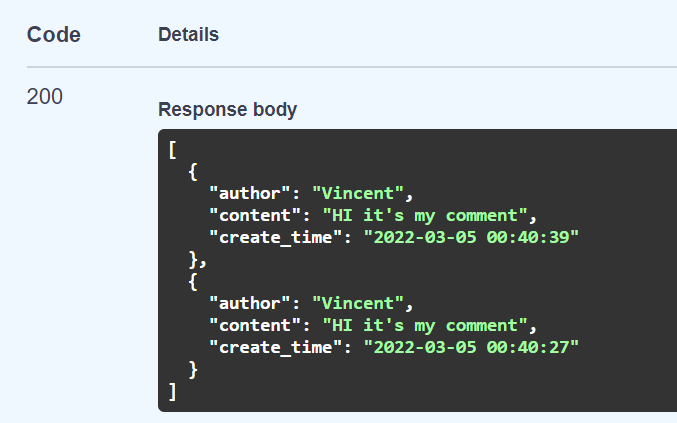 Code Details
200
Response body
[
  {
    "author": "Vincent",
    "content": "HI it's my comment",
    "create_time": "2022-03-05 00:40:39"
  },
  {
    "author": "Vincent",
    "content": "HI it's my comment",
    "create_time": "2022-03-05 00:40:27"
  }
]